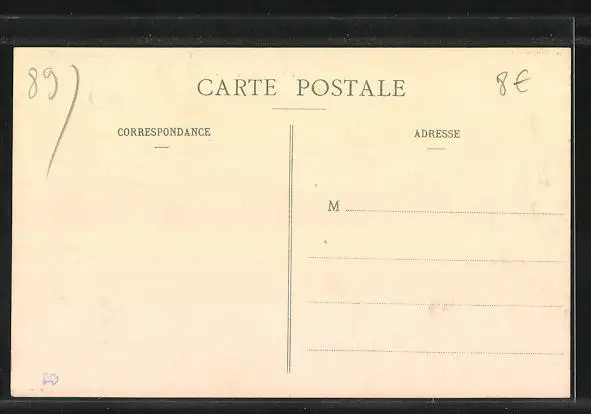 89)
CARTE POSTALE
8€
CORRESPONDANCE
ADRESSE
M